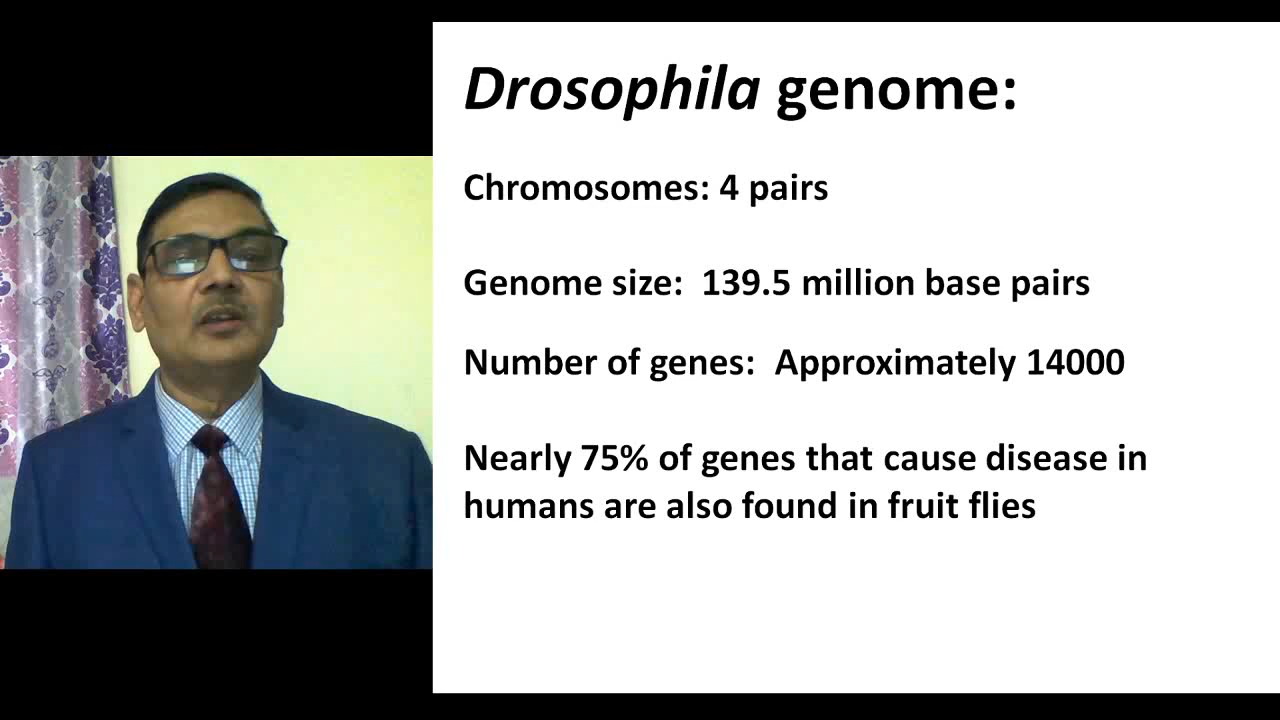 Drosophila genome:
Chromosomes: 4 pairs
Genome size: 139.5 million base pairs
Number of genes: Approximately 14000
Nearly 75% of genes that cause disease in
humans are also found in fruit flies